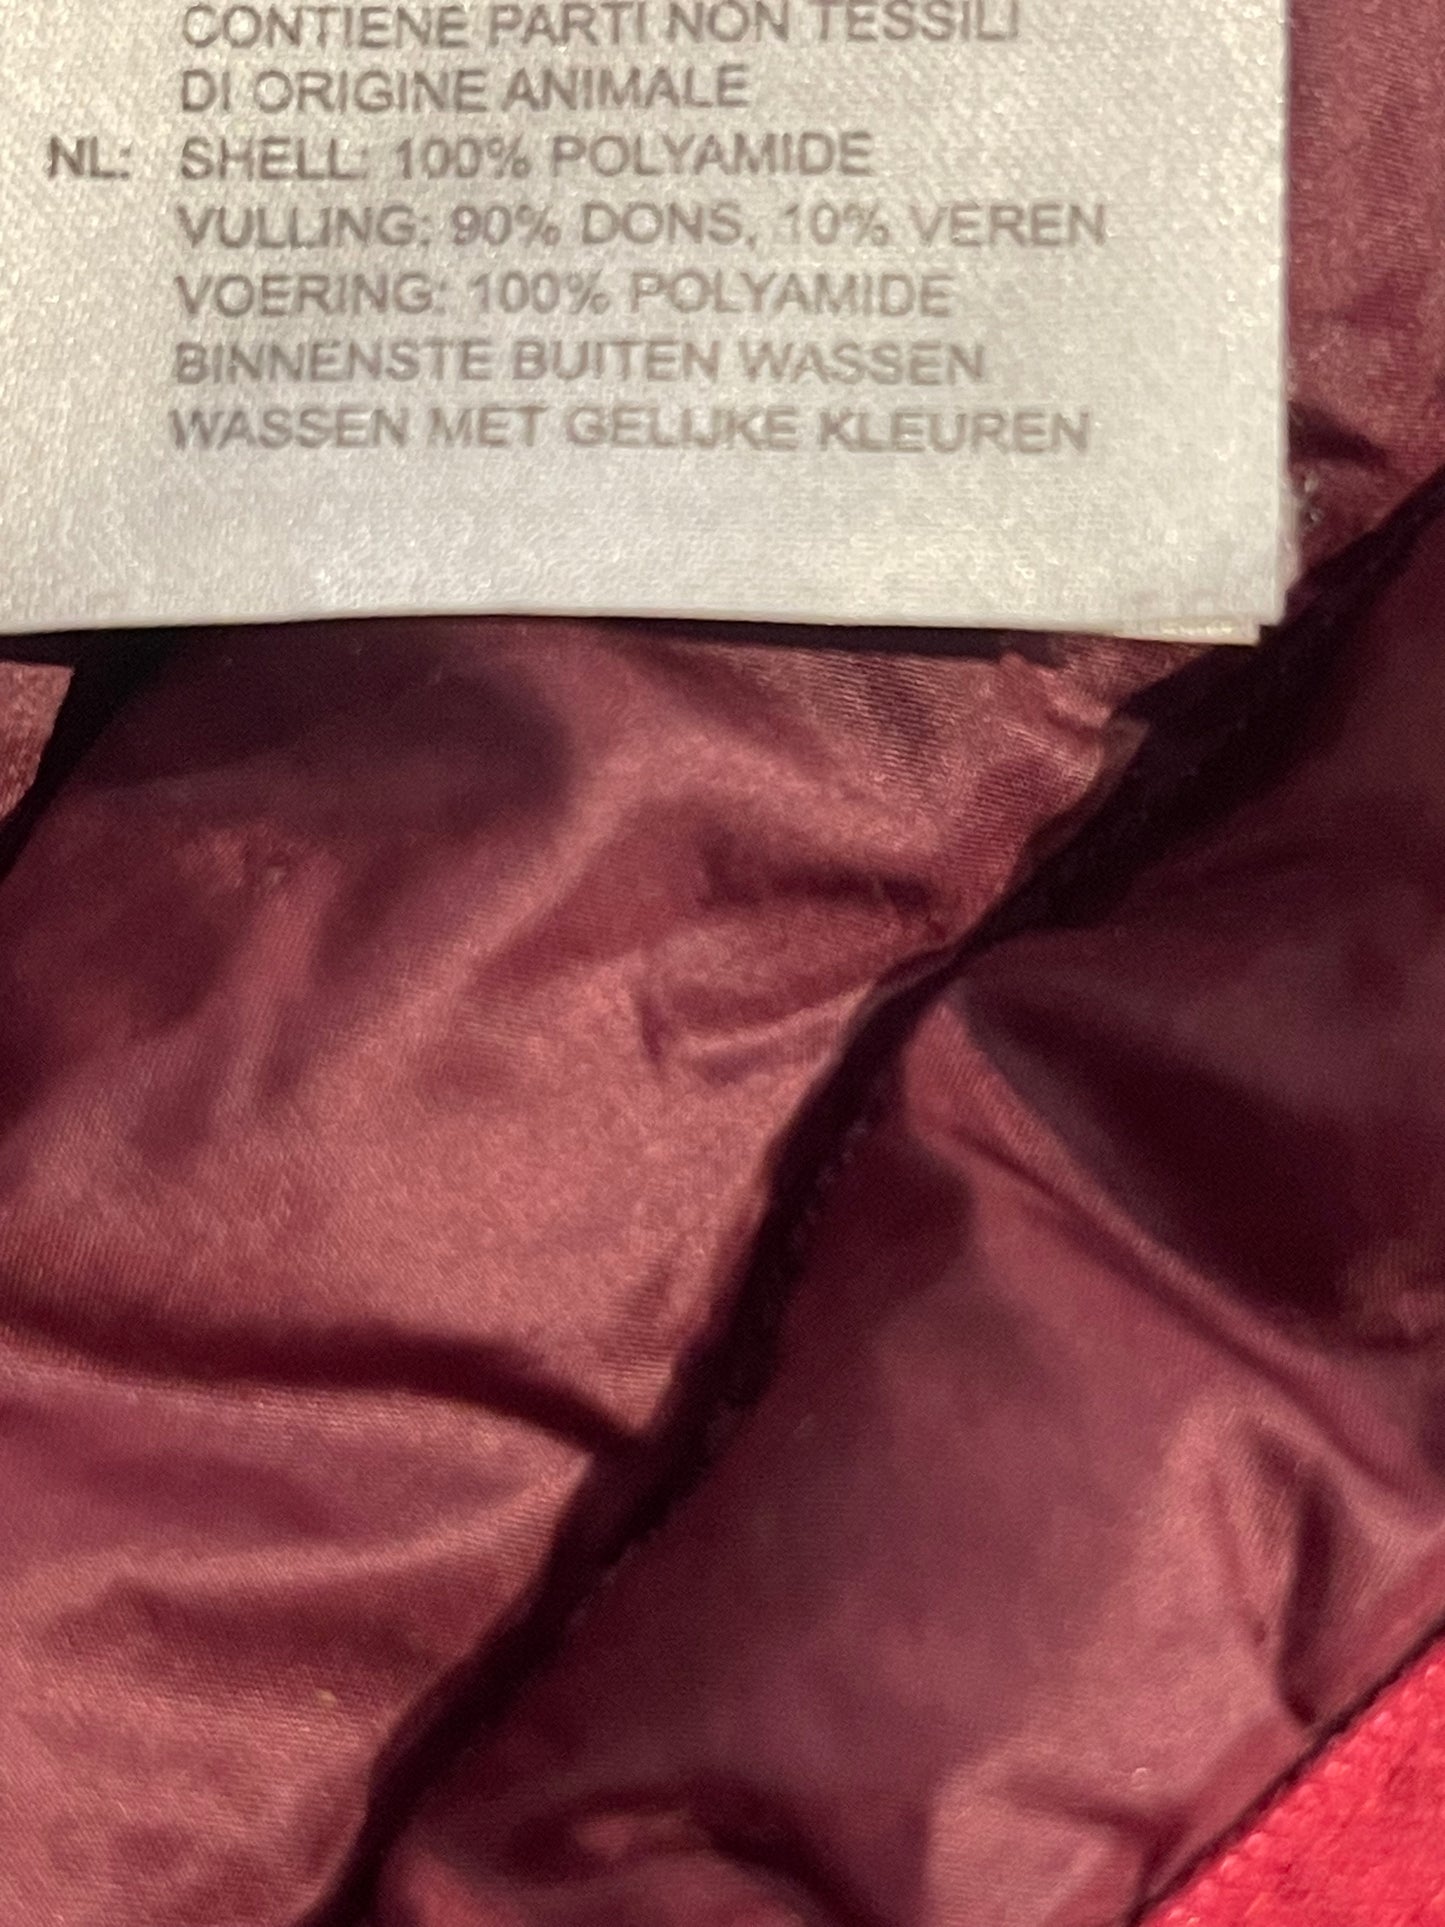 CONTIENE PARTI NON TESSILI
DI ORIGINE ANIMALE
NL: SHELL: 100% POLYAMIDE
VULLING: 90% DONS, 10% VEREN
VOERING: 100% POLYAMIDE
BINNENSTE BUITEN WASSEN
WASSEN MET GELIJKE KLEUREN